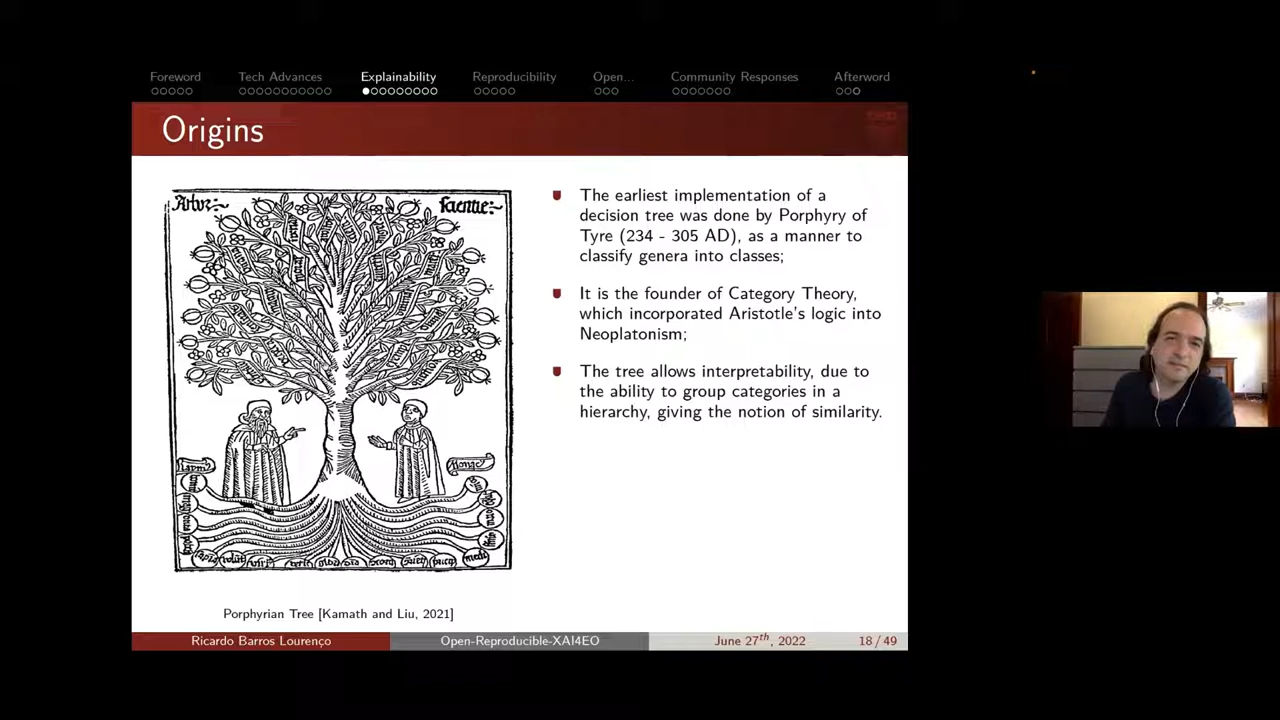 Foreword Tech Advances Explainability Reproducibility Open... Community Responses Afterword
Origins
The earliest implementation of a
decision tree was done by Porphyry of
Tyre (234 - 305 AD), as a manner to
classify genera into classes;
It is the founder of Category Theory,
which incorporated Aristotle's logic into
Neoplatonism;
The tree allows interpretability, due to
the ability to group categories in a
hierarchy, giving the notion of similarity.
Porphyrian Tree [Kamath and Liu, 2021]
Ricardo Barros Lourenço Open-Reproducible-XAI4EO June 27th, 2022 18 / 49